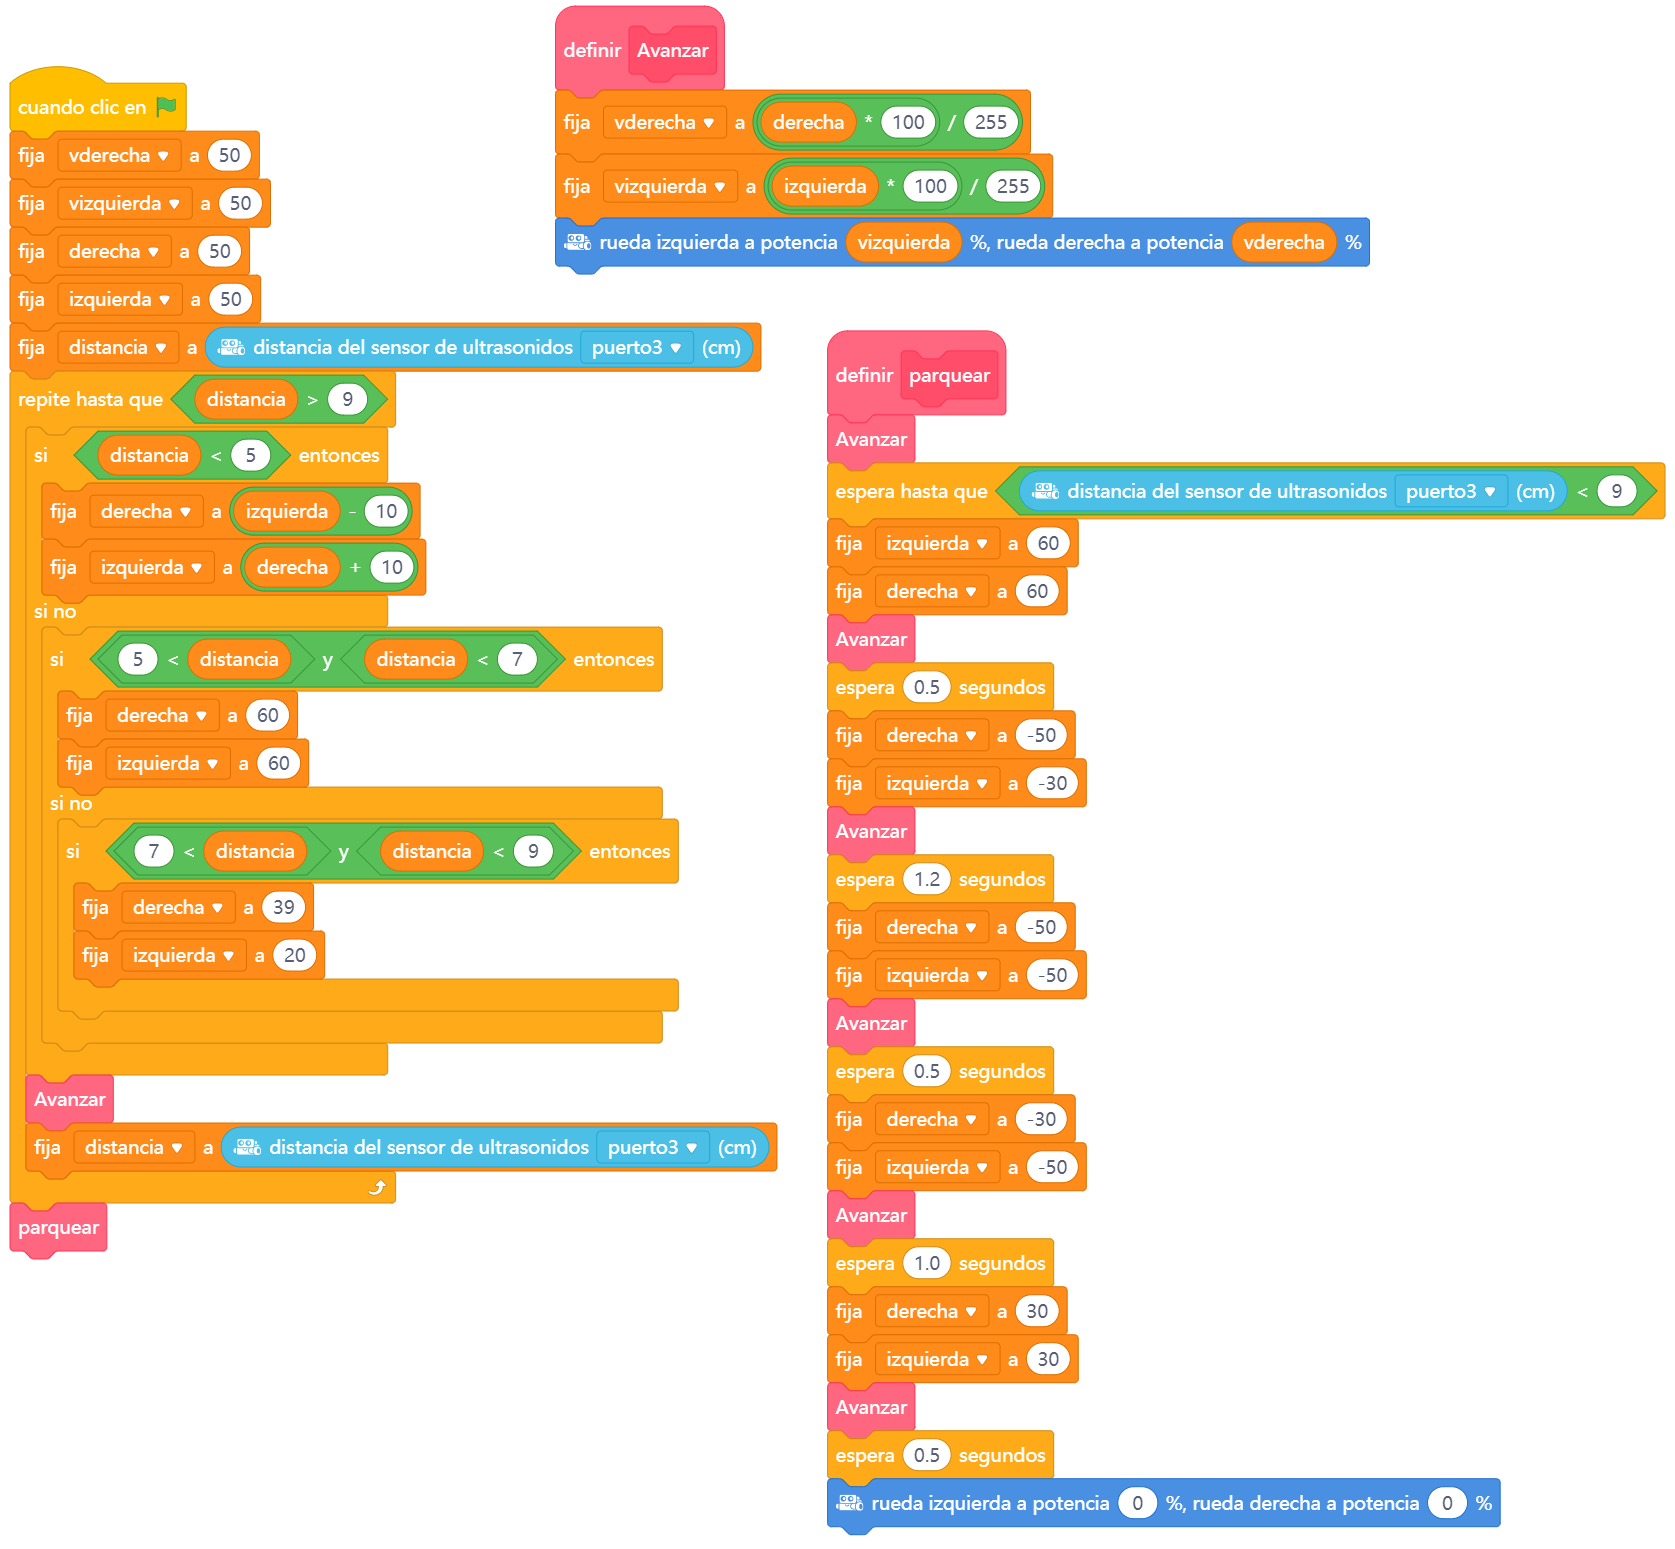 cuando clic en
fija vderecha a 50
fija vizquierda a 50
fija derecha a 50
fija izquierda a 50
fija distancia a distancia del sensor de ultrasonidos puerto3 (cm)
repite hasta que distancia > 9
si distancia < 5 entonces
fija derecha a izquierda - 10
fija izquierda a derecha + 10
si no
si 5 < distancia y distancia < 7 entonces
fija derecha a 60
fija izquierda a 60
si no
si 7 < distancia y distancia < 9 entonces
fija derecha a 39
fija izquierda a 20
Avanzar
fija distancia a distancia del sensor de ultrasonidos puerto3 (cm)
parquear
definir Avanzar
fija vderecha a derecha * 100 / 255
fija vizquierda a izquierda * 100 / 255
rueda izquierda a potencia vizquierda %, rueda derecha a potencia vderecha %
definir parquear
Avanzar
espera hasta que distancia del sensor de ultrasonidos puerto3 (cm) < 9
fija izquierda a 60
fija derecha a 60
Avanzar
espera 0.5 segundos
fija derecha a -50
fija izquierda a -30
Avanzar
espera 1.2 segundos
fija derecha a -50
fija izquierda a -50
Avanzar
espera 0.5 segundos
fija derecha a -30
fija izquierda a -50
Avanzar
espera 1.0 segundos
fija derecha a 30
fija izquierda a 30
Avanzar
espera 0.5 segundos
rueda izquierda a potencia 0 %, rueda derecha a potencia 0 %